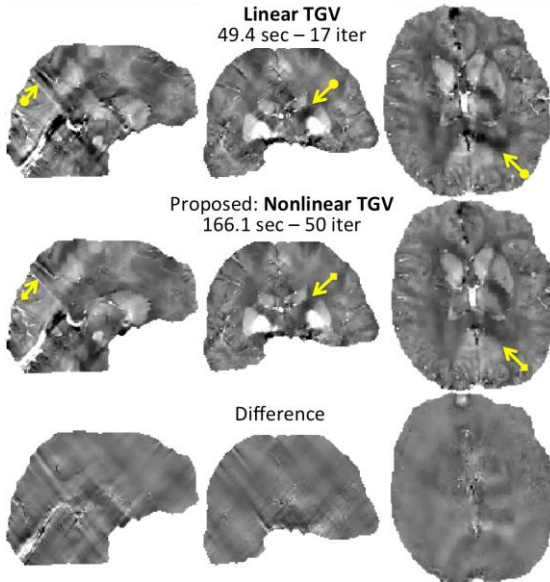 Linear TGV
49.4 sec – 17 iter
Proposed: Nonlinear TGV
166.1 sec – 50 iter
Difference